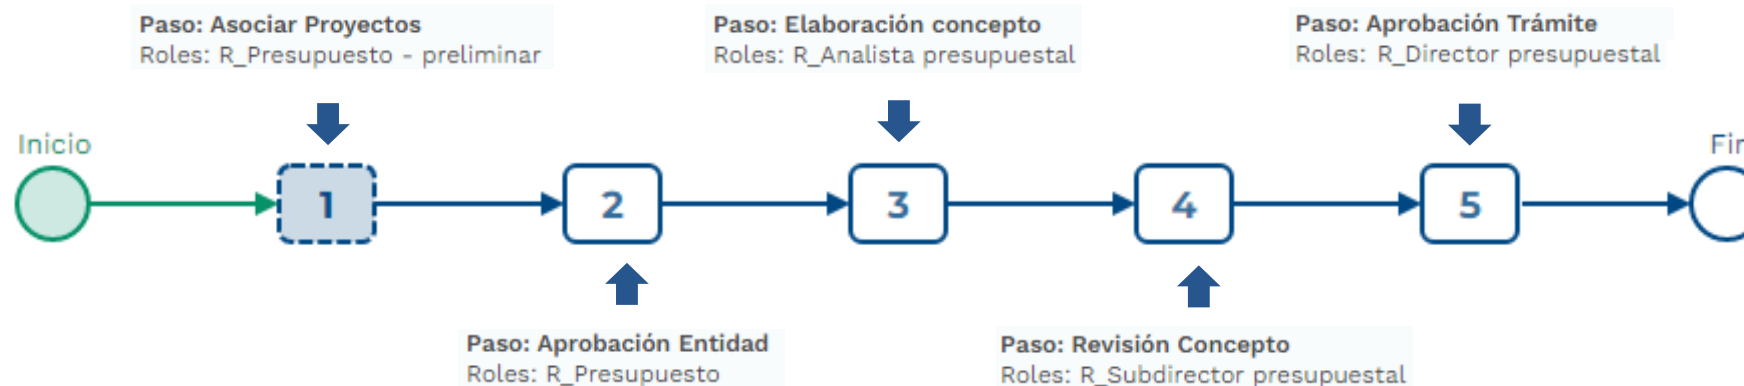 Paso: Asociar Proyectos
Roles: R_Presupuesto - preliminar
Paso: Elaboración concepto
Roles: R_Analista presupuestal
Paso: Aprobación Trámite
Roles: R_Director presupuestal
Inicio
1
2
3
4
5
Paso: Aprobación Entidad
Roles: R_Presupuesto
Paso: Revisión Concepto
Roles: R_Subdirector presupuestal